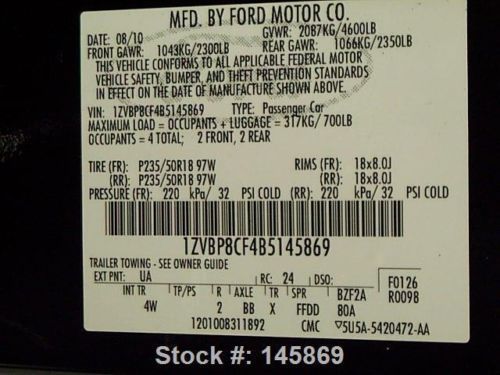 MFD. BY FORD MOTOR CO.
DATE: 08/10 GVWR: 2087KG/4600LB
FRONT GAWR: 1043KG/2300LB REAR GAWR: 1066KG/2350LB
THIS VEHICLE CONFORMS TO ALL APPLICABLE FEDERAL MOTOR
VEHICLE SAFETY, BUMPER, AND THEFT PREVENTION STANDARDS
IN EFFECT ON THE DATE OF MANUFACTURE SHOWN ABOVE.
VIN: 1ZVBP8CF4B5145869 TYPE: Passenger Car
MAXIMUM LOAD = OCCUPANTS + LUGGAGE = 317KG/ 700LB
OCCUPANTS = 4 TOTAL; 2 FRONT, 2 REAR
TIRE (FR): P235/50R18 97W RIMS (FR): 18x8.0J
(RR): P235/50R18 97W (RR): 18x8.0J
PRESSURE (FR): 220 kPa/ 32 PSI COLD (RR): 220 kPa/ 32 PSI COLD
1ZVBP8CF4B5145869
TRAILER TOWING - SEE OWNER GUIDE
EXT PNT: UA RC: 24 DSO: F0126
INT TR TP/PS R AXLE TR SPR BZF2A R0098
4W 2 BB X FFDD 80A
1201008311892 CMC 5U5A-5420472-AA
Stock #: 145869